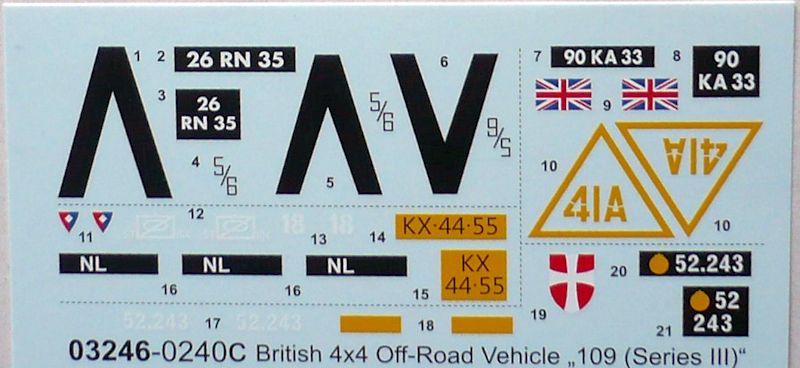 1 2 26 RN 35
3 26
RN 35
4 5/6
5
5/6
6
5/6
7 90 KA 33 8
90
KA 33
9
10 41A
41A 10
11
12
13 18 18
14 KX·44-55
NL NL NL
16 16 15
KX
44-55
52.243 17 52.243
18
19
20 52.243
21 52
243
03246-0240C British 4x4 Off-Road Vehicle „109 (Series III)“